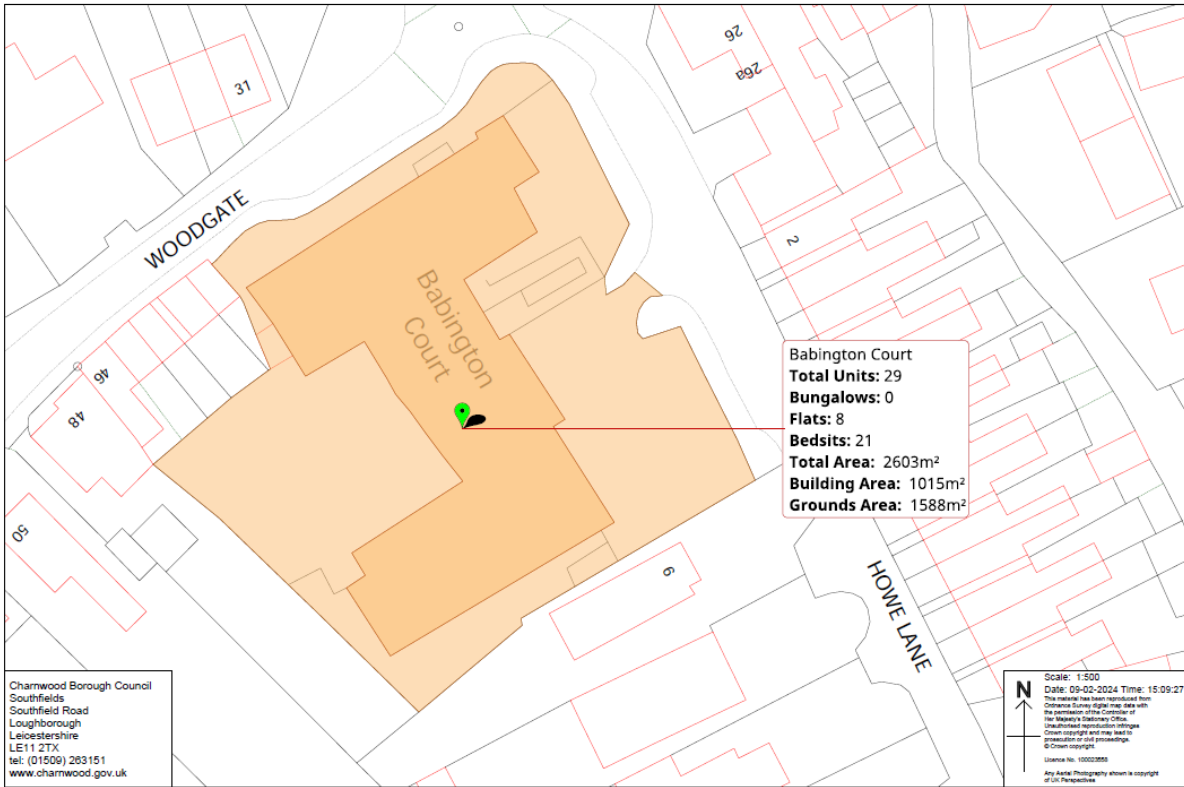 31
26
26a
WOODGATE
2
Babington
Court
46
48
50
6
HOWE LANE
Babington Court
Total Units: 29
Bungalows: 0
Flats: 8
Bedsits: 21
Total Area: 2603m²
Building Area: 1015m²
Grounds Area: 1588m²
Charnwood Borough Council
Southfields
Southfield Road
Loughborough
Leicestershire
LE11 2TX
tel: (01509) 263151
www.charnwood.gov.uk
N
Scale: 1:500
Date: 09-02-2024 Time: 15:09:27
This material has been reproduced from
Ordnance Survey digital map data with
the permission of the Controller of
Her Majesty's Stationery Office.
Unauthorised reproduction infringes
Crown copyright and may lead to
prosecution or civil proceedings.
© Crown copyright.
Licence No. 100023558
Any Aerial Photography shown is copyright
of UK Perspectives